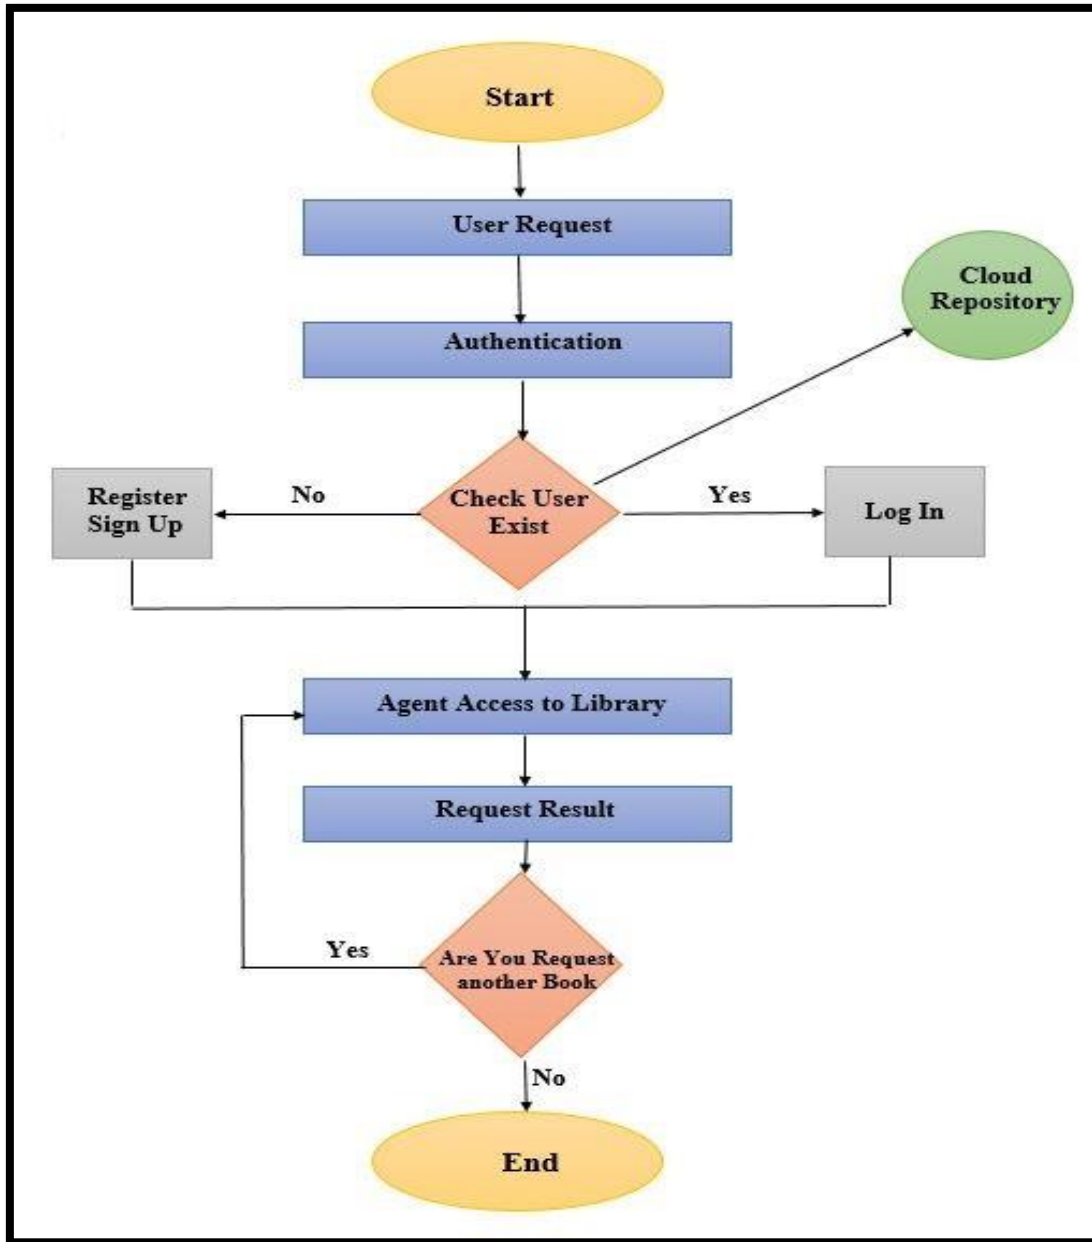 Start
User Request
Cloud
Repository
Authentication
Register
Sign Up
No
Check User
Exist
Yes
Log In
Agent Access to Library
Request Result
Yes
Are You Request
another Book
No
End